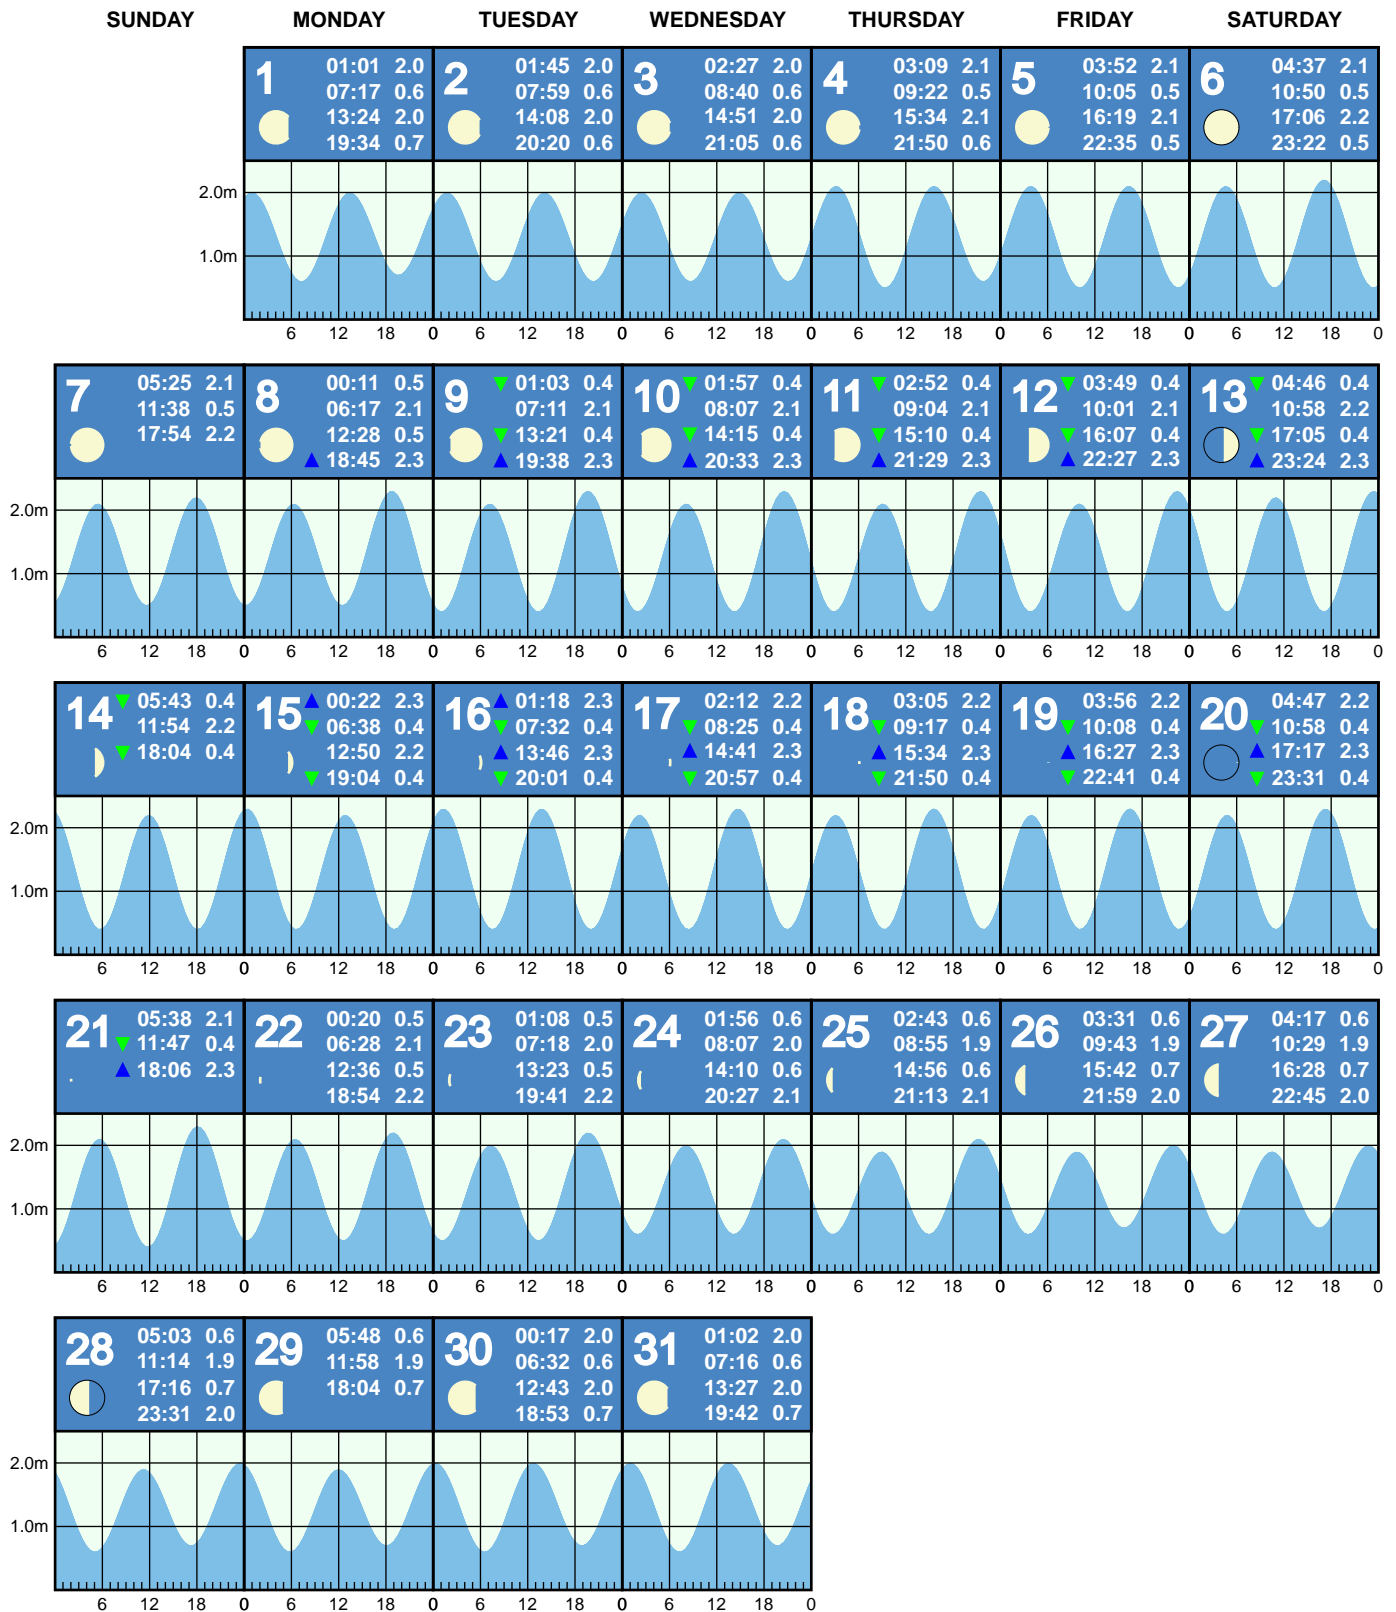 SUNDAY MONDAY TUESDAY WEDNESDAY THURSDAY FRIDAY SATURDAY
1
01:01 2.0
07:17 0.6
13:24 2.0
19:34 0.7
2
01:45 2.0
07:59 0.6
14:08 2.0
20:20 0.6
3
02:27 2.0
08:40 0.6
14:51 2.0
21:05 0.6
4
03:09 2.1
09:22 0.5
15:34 2.1
21:50 0.6
5
03:52 2.1
10:05 0.5
16:19 2.1
22:35 0.5
6
04:37 2.1
10:50 0.5
17:06 2.2
23:22 0.5
2.0m
1.0m
6 12 18 0 6 12 18 0 6 12 18 0 6 12 18 0 6 12 18 0 6 12 18 0
7
05:25 2.1
11:38 0.5
17:54 2.2
8
00:11 0.5
06:17 2.1
12:28 0.5
▲ 18:45 2.3
9
▼ 01:03 0.4
07:11 2.1
▼ 13:21 0.4
▲ 19:38 2.3
10
▼ 01:57 0.4
08:07 2.1
▼ 14:15 0.4
▲ 20:33 2.3
11
▼ 02:52 0.4
09:04 2.1
▼ 15:10 0.4
▲ 21:29 2.3
12
▼ 03:49 0.4
10:01 2.1
▼ 16:07 0.4
▲ 22:27 2.3
13
▼ 04:46 0.4
10:58 2.2
▼ 17:05 0.4
▲ 23:24 2.3
2.0m
1.0m
6 12 18 0 6 12 18 0 6 12 18 0 6 12 18 0 6 12 18 0 6 12 18 0 6 12 18 0
14
▼ 05:43 0.4
11:54 2.2
▼ 18:04 0.4
15
▲ 00:22 2.3
▼ 06:38 0.4
12:50 2.2
▼ 19:04 0.4
16
▲ 01:18 2.3
▼ 07:32 0.4
▲ 13:46 2.3
▼ 20:01 0.4
17
02:12 2.2
▼ 08:25 0.4
▲ 14:41 2.3
▼ 20:57 0.4
18
03:05 2.2
▼ 09:17 0.4
▲ 15:34 2.3
▼ 21:50 0.4
19
03:56 2.2
▼ 10:08 0.4
▲ 16:27 2.3
▼ 22:41 0.4
20
04:47 2.2
▼ 10:58 0.4
▲ 17:17 2.3
▼ 23:31 0.4
2.0m
1.0m
6 12 18 0 6 12 18 0 6 12 18 0 6 12 18 0 6 12 18 0 6 12 18 0 6 12 18 0
21
05:38 2.1
▼ 11:47 0.4
▲ 18:06 2.3
22
00:20 0.5
06:28 2.1
12:36 0.5
18:54 2.2
23
01:08 0.5
07:18 2.0
13:23 0.5
19:41 2.2
24
01:56 0.6
08:07 2.0
14:10 0.6
20:27 2.1
25
02:43 0.6
08:55 1.9
14:56 0.6
21:13 2.1
26
03:31 0.6
09:43 1.9
15:42 0.7
21:59 2.0
27
04:17 0.6
10:29 1.9
16:28 0.7
22:45 2.0
2.0m
1.0m
6 12 18 0 6 12 18 0 6 12 18 0 6 12 18 0 6 12 18 0 6 12 18 0 6 12 18 0
28
05:03 0.6
11:14 1.9
17:16 0.7
23:31 2.0
29
05:48 0.6
11:58 1.9
18:04 0.7
30
00:17 2.0
06:32 0.6
12:43 2.0
18:53 0.7
31
01:02 2.0
07:16 0.6
13:27 2.0
19:42 0.7
2.0m
1.0m
6 12 18 0 6 12 18 0 6 12 18 0 6 12 18 0